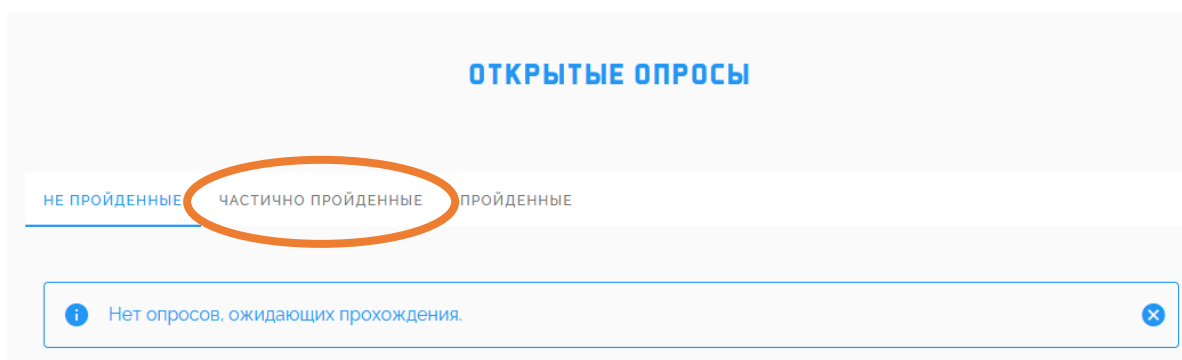 ОТКРЫТЫЕ ОПРОСЫ
НЕ ПРОЙДЕННЫЕ ЧАСТИЧНО ПРОЙДЕННЫЕ ПРОЙДЕННЫЕ
Нет опросов, ожидающих прохождения.